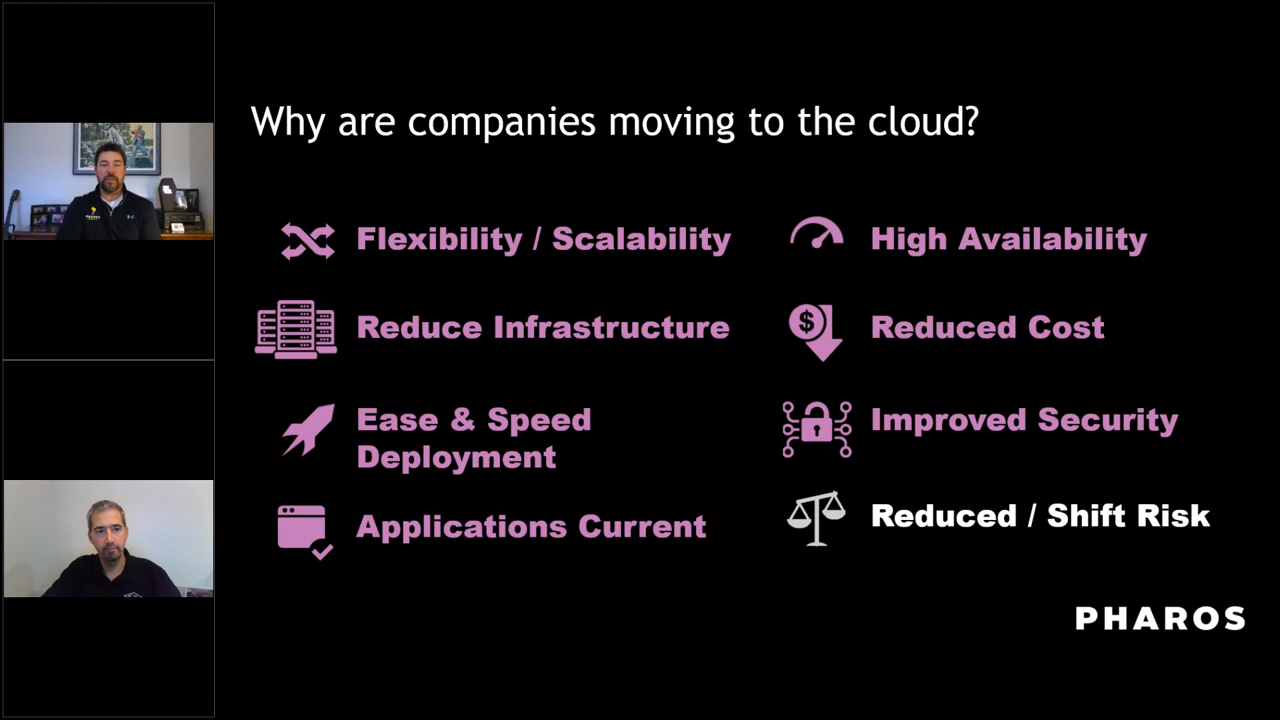 Why are companies moving to the cloud?
Flexibility / Scalability
High Availability
Reduce Infrastructure
Reduced Cost
Ease & Speed
Deployment
Improved Security
Applications Current
Reduced / Shift Risk
PHAROS